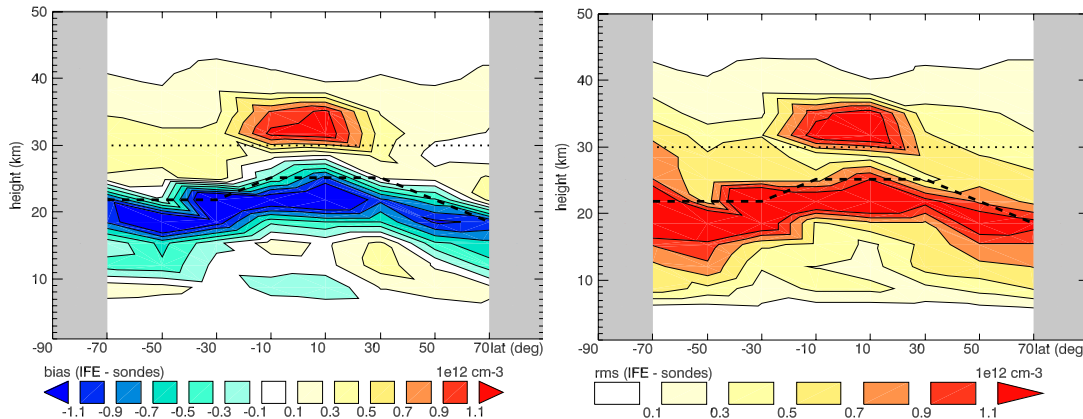 50
40
30
20
10
height (km)
-90 -70 -50 -30 -10 10 30 50 70 lat (deg)
bias (IFE - sondes) 1e12 cm-3
-1.1 -0.9 -0.7 -0.5 -0.3 -0.1 0.1 0.3 0.5 0.7 0.9 1.1
50
40
30
20
10
height (km)
-90 -70 -50 -30 -10 10 30 50 70 lat (deg)
rms (IFE - sondes) 1e12 cm-3
0.1 0.3 0.5 0.7 0.9 1.1